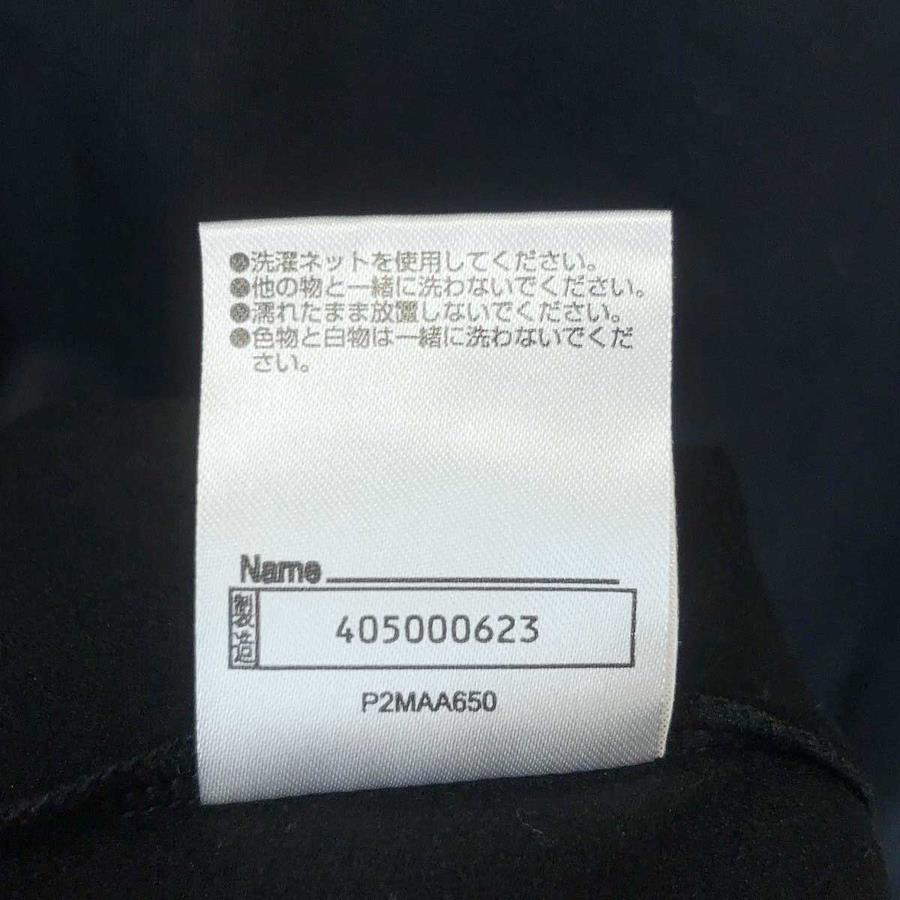 ●洗濯ネットを使用してください。
●他の物と一緒に洗わないでください。
●濡れたまま放置しないでください。
●色物と白物は一緒に洗わないでくだ
さい。
Name
製造 405000623
P2MAA650